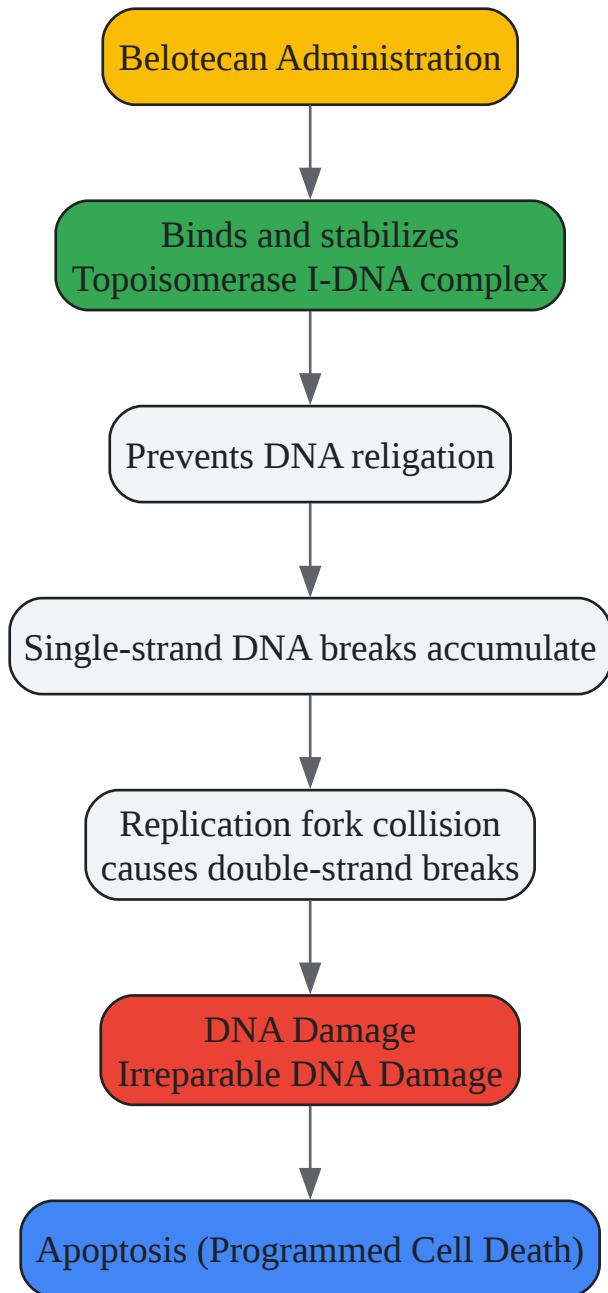 Belotecan Administration
Binds and stabilizes
Topoisomerase I-DNA complex
Prevents DNA religation
Single-strand DNA breaks accumulate
Replication fork collision
causes double-strand breaks
DNA Damage
Irreparable DNA Damage
Apoptosis (Programmed Cell Death)